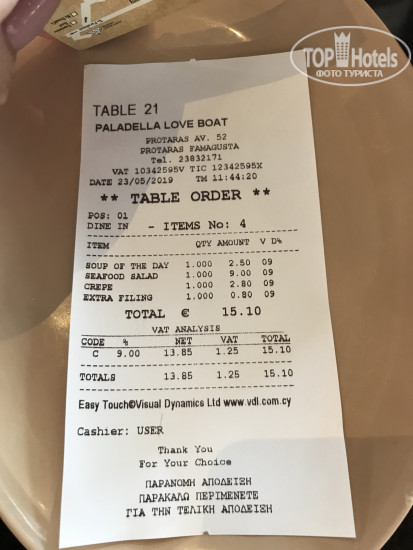 TOP Hotels
ФОТО ТУРИСТА
TABLE 21
PALADELLA LOVE BOAT
PROTARAS AV. 52
PROTARAS FAMAGUSTA
Tel. 23832171
VAT 10342595V TIC 12342595X
DATE 23/05/2019 TM 11:44:20
** TABLE ORDER **
POS: 01
DINE IN - ITEMS No: 4
ITEM QTY AMOUNT V D%
SOUP OF THE DAY 1.000 2.50 09
SEAFOOD SALAD 1.000 9.00 09
CREPE 1.000 2.80 09
EXTRA FILING 1.000 0.80 09
TOTAL € 15.10
VAT ANALYSIS
CODE % NET VAT TOTAL
C 9.00 13.85 1.25 15.10
TOTALS 13.85 1.25 15.10
Easy Touch©Visual Dynamics Ltd www.vdl.com.cy
Cashier: USER
Thank You
For Your Choice
ΠΑΡΑΝΟΜΗ ΑΠΟΔΕΙΞΗ
ΠΑΡΑΚΑΛΩ ΠΕΡΙΜΕΝΕΤΕ
ΓΙΑ ΤΗΝ ΤΕΛΙΚΗ ΑΠΟΔΕΙΞΗ